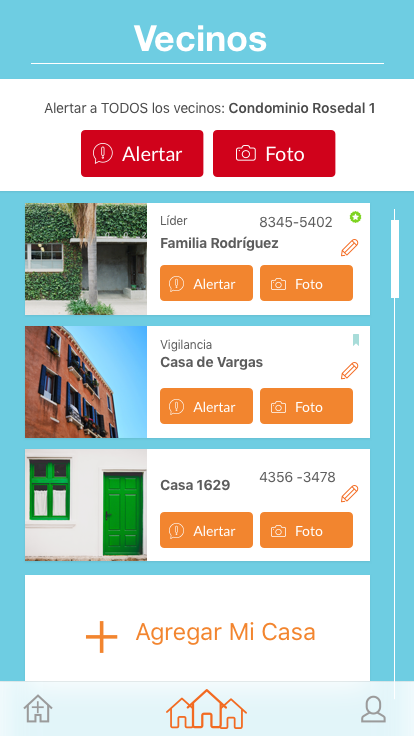 Vecinos
Alertar a TODOS los vecinos: Condominio Rosedal 1
Alertar Foto
Líder 8345-5402
Familia Rodríguez
Alertar Foto
Vigilancia
Casa de Vargas
Alertar Foto
Casa 1629 4356 -3478
Alertar Foto
Agregar Mi Casa